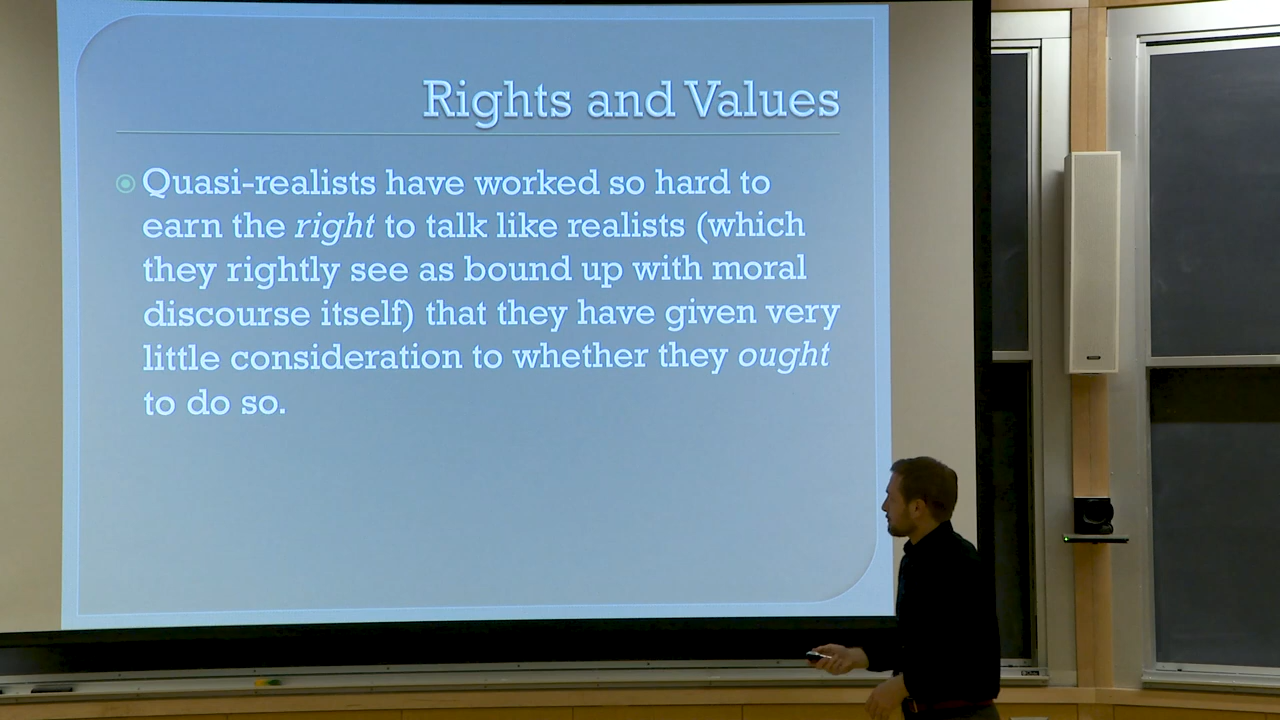 Rights and Values
Quasi-realists have worked so hard to
earn the right to talk like realists (which
they rightly see as bound up with moral
discourse itself) that they have given very
little consideration to whether they ought
to do so.